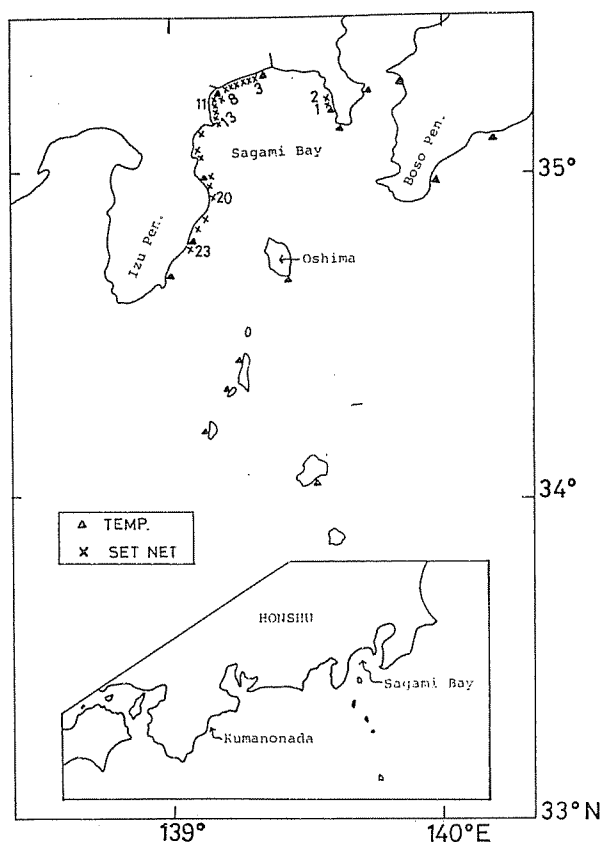 3
11
8
2
1
13
Sagami Bay
Boso Pen.
35°
20
Izu Pen.
23
Oshima
34°
TEMP.
SET NET
HONSHU
Sagami Bay
Kumanonada
33°N
139°
140°E